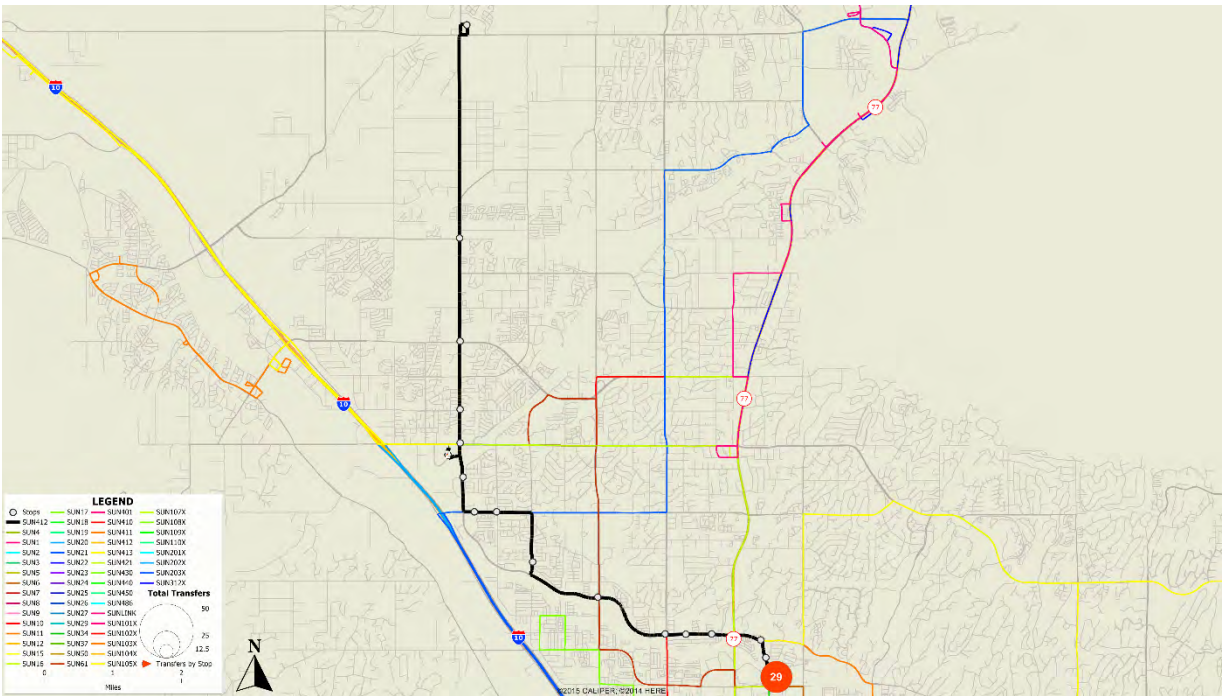 10
77
10
77
LEGEND
Stops
SUN412
SUN4
SUN1
SUN2
SUN3
SUN5
SUN6
SUN7
SUN8
SUN9
SUN10
SUN11
SUN12
SUN15
SUN16
SUN17
SUN18
SUN19
SUN20
SUN21
SUN22
SUN23
SUN24
SUN25
SUN26
SUN27
SUN29
SUN34
SUN37
SUN50
SUN61
SUN401
SUN410
SUN411
SUN412
SUN413
SUN421
SUN430
SUN440
SUN450
SUN486
SUNLINK
SUN101X
SUN102X
SUN103X
SUN104X
SUN105X
SUN107X
SUN108X
SUN109X
SUN110X
SUN201X
SUN202X
SUN203X
SUN312X
Total Transfers
50
25
12.5
Transfers by Stop
0 1 2
Miles
N
10
77
29
©2015 CALIPER; ©2014 HERE